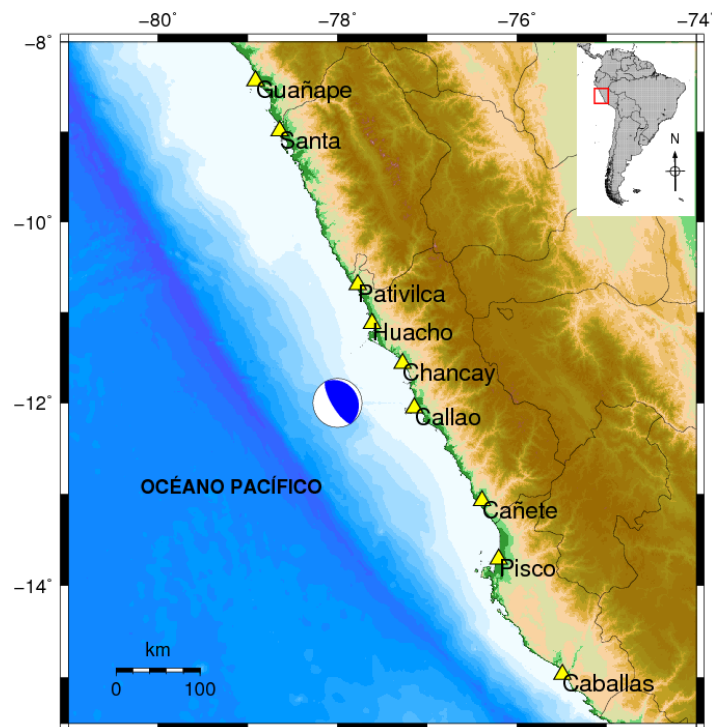 −80 −78 −76 −74
−8
N
Guañape
Santa
−10
Pativilca
Huacho
Chancay
−12
Callao
OCÉANO PACÍFICO
Cañete
Pisco
−14
km
0 100
Caballas